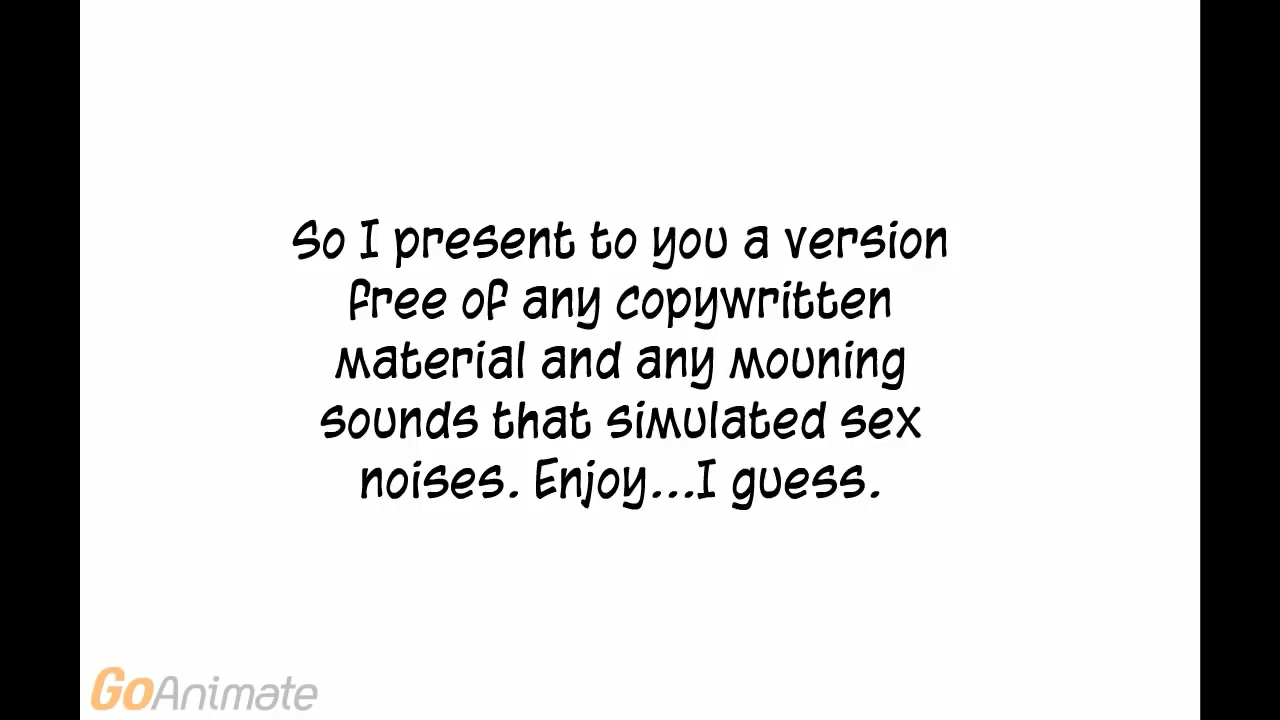 So I present to you a version
free of any copywritten
material and any mouning
sounds that simulated sex
noises. Enjoy...I guess.
GoAnimate